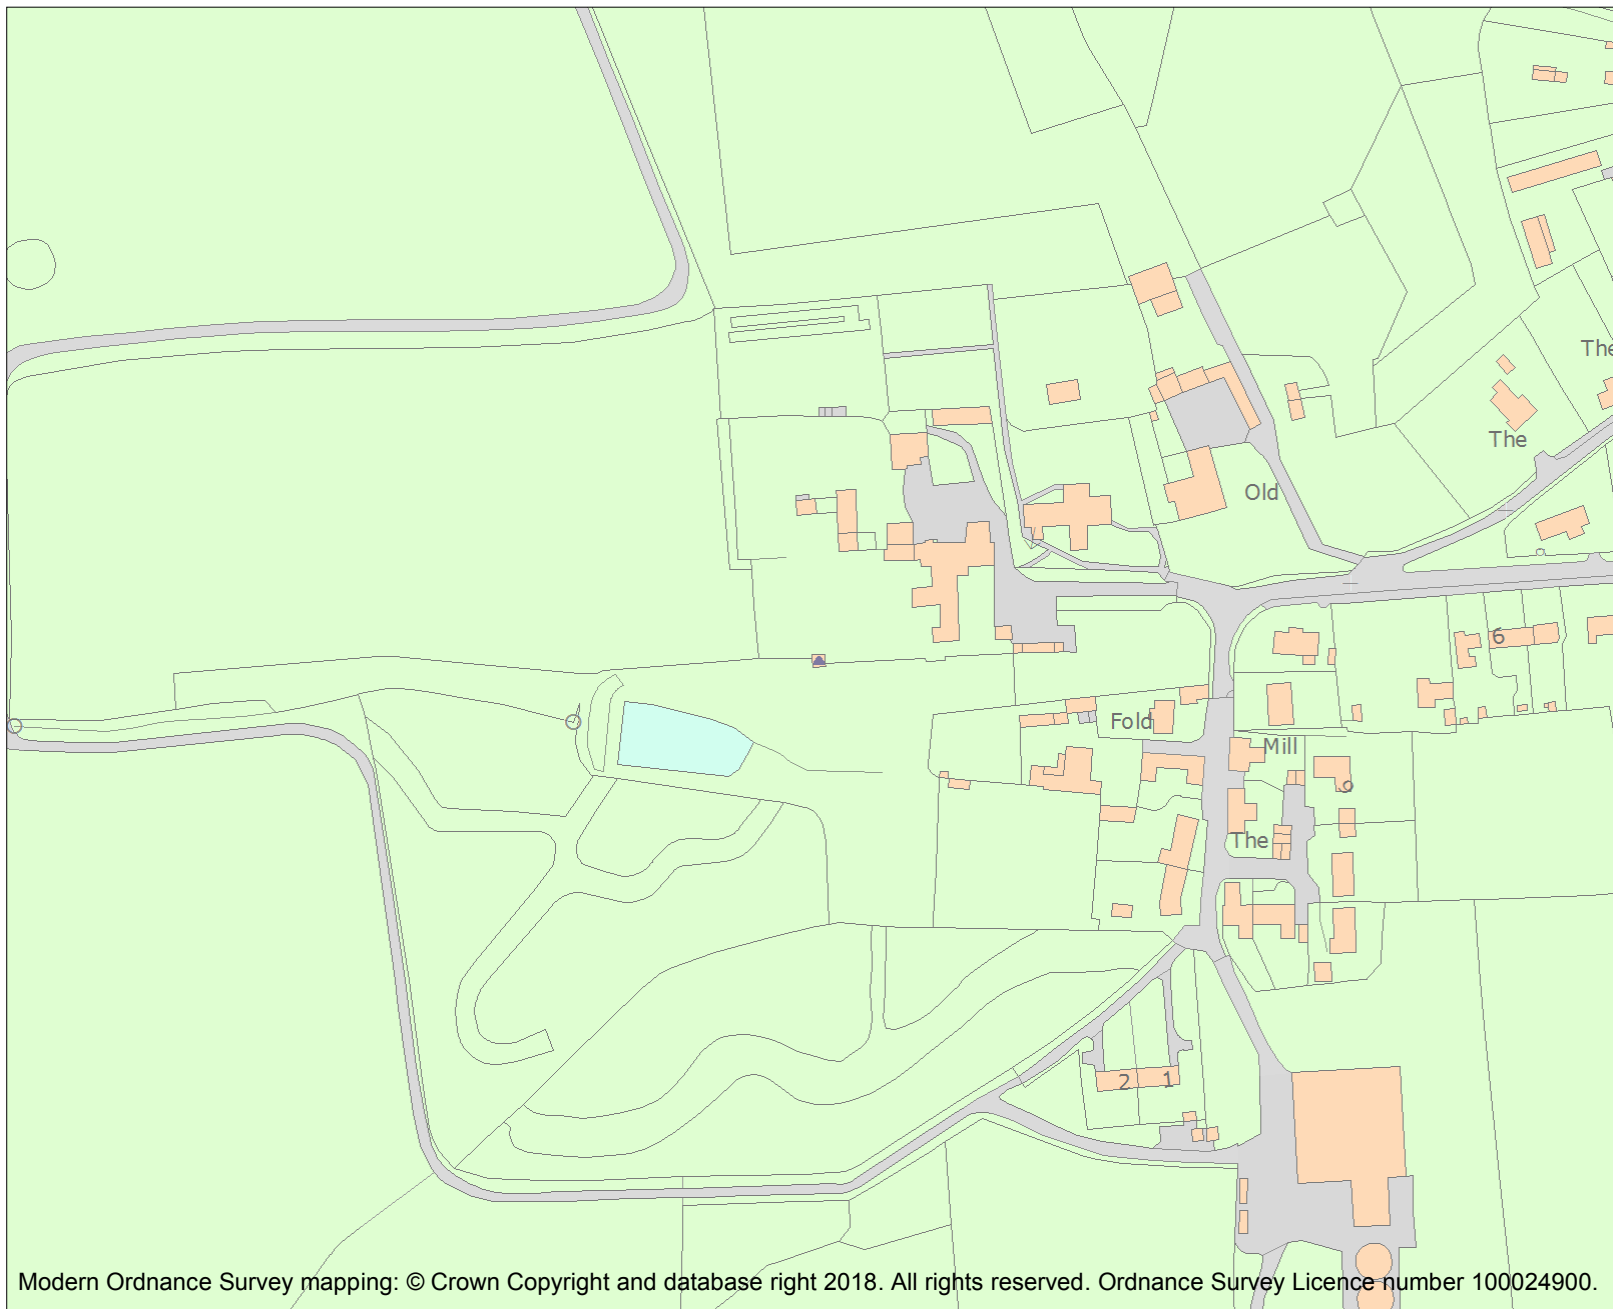 The
The
Old
6
Fold
Mill
9
The
2 1
Modern Ordnance Survey mapping: © Crown Copyright and database right 2018. All rights reserved. Ordnance Survey Licence number 100024900.